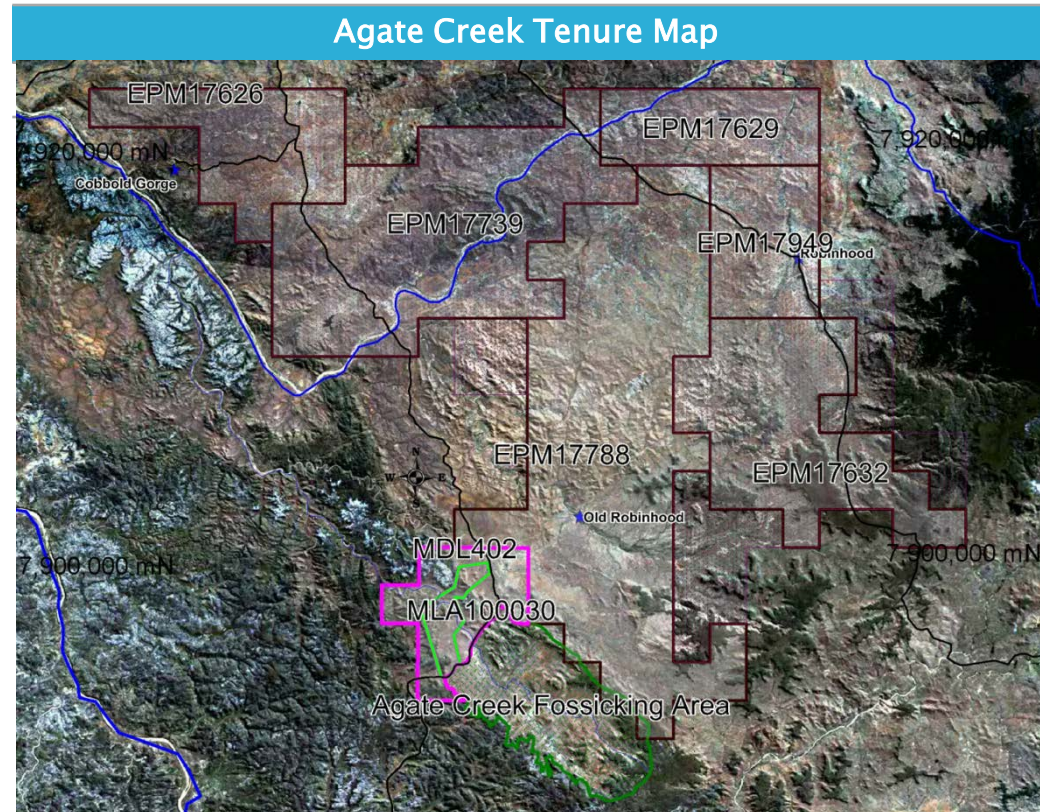 Agate Creek Tenure Map
EPM17626
EPM17629
7,920,000 mN
7,920,000 mN
Cobbold Gorge
EPM17739
EPM17949
Robinhood
EPM17788
EPM17632
N
W E
S
Old Robinhood
MDL402
7,900,000 mN
7,900,000 mN
MLA100030
Agate Creek Fossicking Area